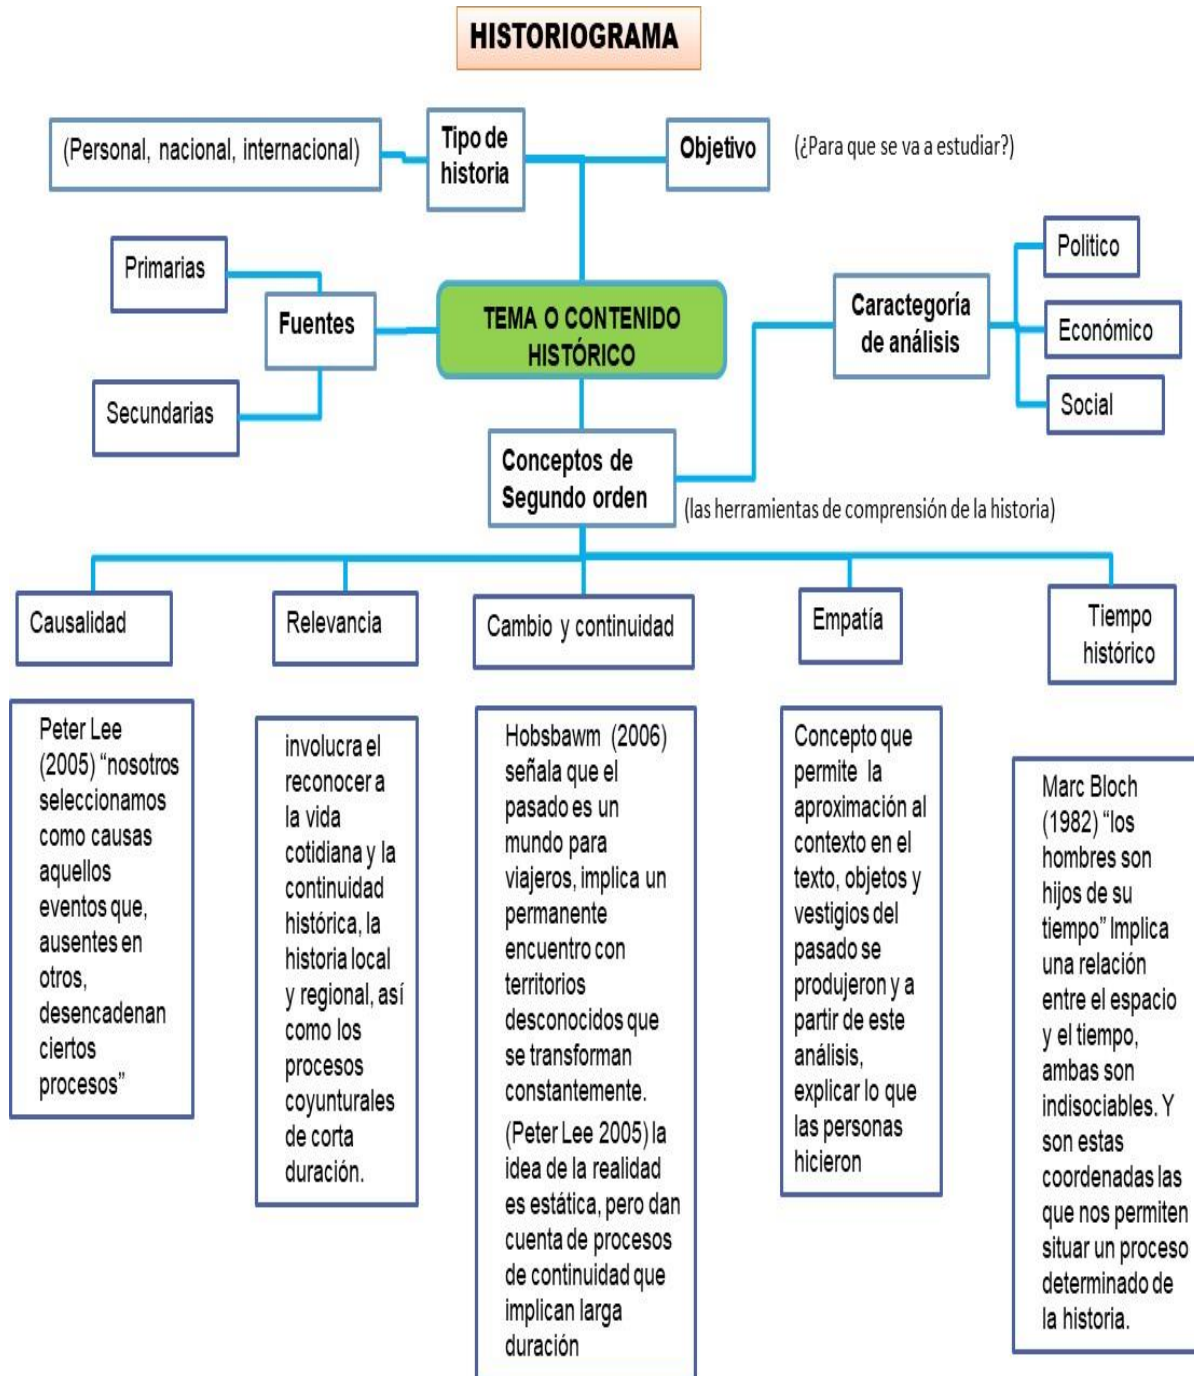 HISTORIOGRAMA
(Personal, nacional, internacional)
Tipo de
historia
Objetivo
(¿Para que se va a estudiar?)
Primarias
Fuentes
Secundarias
TEMA O CONTENIDO
HISTÓRICO
Caractegoría
de análisis
Politico
Económico
Social
Conceptos de
Segundo orden
(las herramientas de comprensión de la historia)
Causalidad
Relevancia
Cambio y continuidad
Empatía
Tiempo
histórico
Peter Lee
(2005) “nosotros
seleccionamos
como causas
aquellos
eventos que,
ausentes en
otros,
desencadenan
ciertos
procesos”
involucra el
reconocer a
la vida
cotidiana y la
continuidad
histórica, la
historia local
y regional, así
como los
procesos
coyunturales
de corta
duración.
Hobsbawm (2006)
señala que el
pasado es un
mundo para
viajeros, implica un
permanente
encuentro con
territorios
desconocidos que
se transforman
constantemente.
(Peter Lee 2005) la
idea de la realidad
es estática, pero dan
cuenta de procesos
de continuidad que
implican larga
duración
Concepto que
permite la
aproximación al
contexto en el
texto, objetos y
vestigios del
pasado se
produjeron y a
partir de este
análisis,
explicar lo que
las personas
hicieron
Marc Bloch
(1982) “los
hombres son
hijos de su
tiempo” Implica
una relación
entre el espacio
y el tiempo,
ambas son
indisociables. Y
son estas
coordenadas las
que nos permiten
situar un proceso
determinado de
la historia.